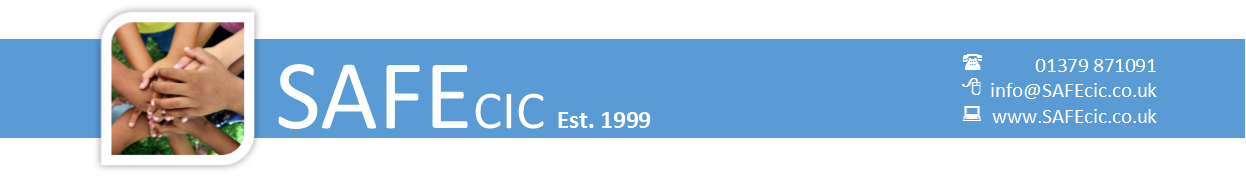 SAFECIC Est. 1999
01379 871091
info@SAFEcic.co.uk
www.SAFEcic.co.uk